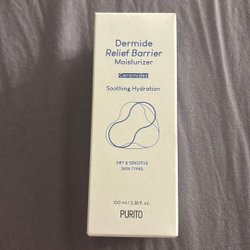 Dermide
Relief Barrier
Moisturizer
Ceramides
Soothing Hydration
DRY & SENSITIVE
SKIN TYPES
100 ml / 3.38 fl. oz.
PURITO